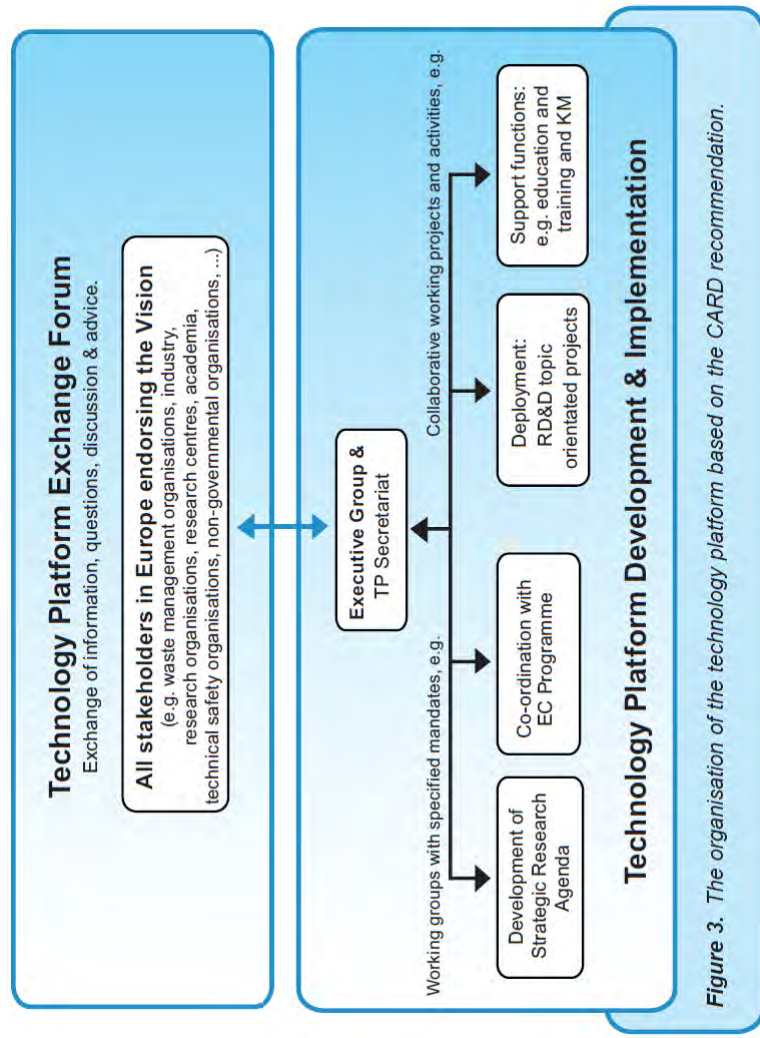 Technology Platform Exchange Forum
Exchange of information, questions, discussion & advice.
All stakeholders in Europe endorsing the Vision
(e.g. waste management organisations, industry,
research organisations, research centres, academia,
technical safety organisations, non-governmental organisations, ...)
Executive Group &
TP Secretariat
Working groups with specified mandates, e.g.
Collaborative working projects and activities, e.g.
Development of
Strategic Research
Agenda
Co-ordination with
EC Programme
Deployment:
RD&D topic
orientated projects
Support functions:
e.g. education and
training and KM
Technology Platform Development & Implementation
Figure 3. The organisation of the technology platform based on the CARD recommendation.